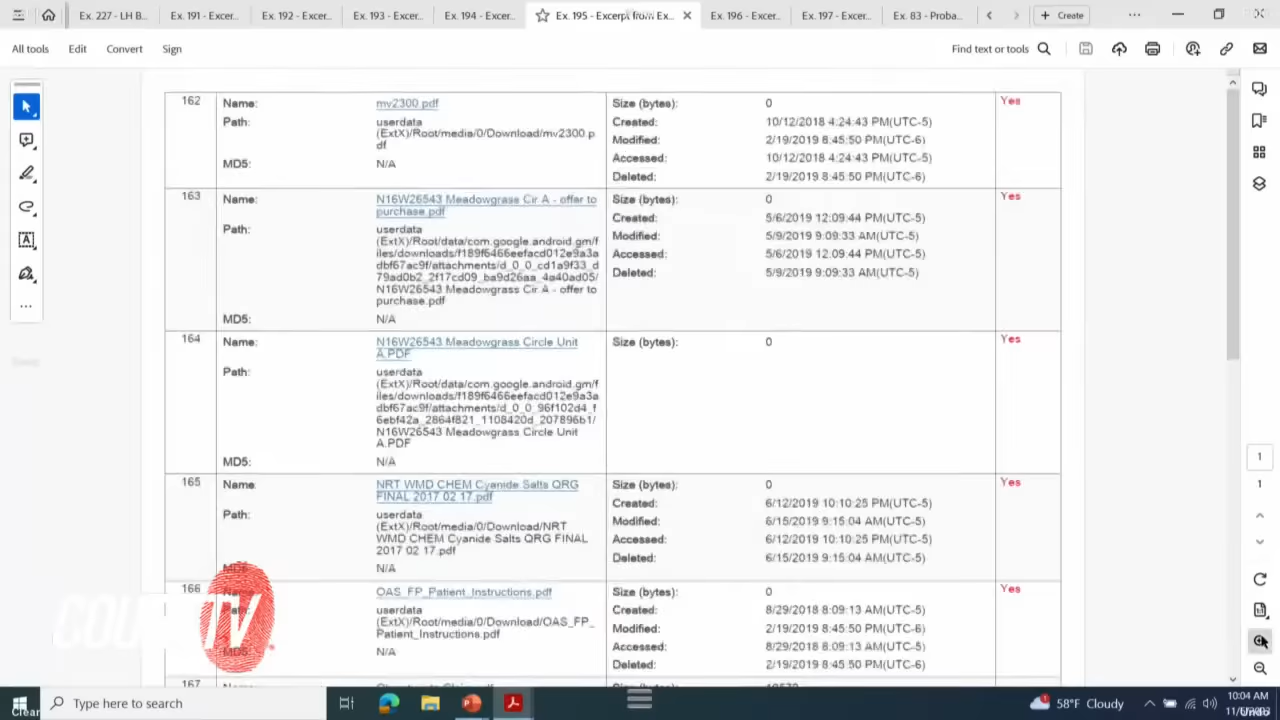 Ex. 227 - LH B...
Ex. 191 - Excer...
Ex. 192 - Excer...
Ex. 193 - Excer...
Ex. 194 - Excer...
Ex. 195 - Excerpt from Ex...
Ex. 196 - Excer...
Ex. 197 - Excer...
Ex. 83 - Proba...
Create
All tools
Edit
Convert
Sign
Find text or tools
162
Name:
mv2300.pdf
Size (bytes):
0
Yes
Path:
userdata
(ExtX)/Root/media/0/Download/mv2300.p
df
Created:
10/12/2018 4:24:43 PM(UTC-5)
Modified:
2/19/2019 8:45:50 PM(UTC-6)
Accessed:
10/12/2018 4:24:43 PM(UTC-5)
MD5:
N/A
Deleted:
2/19/2019 8:45:50 PM(UTC-6)
163
Name:
N16W26543 Meadowgrass Cir A - offer to
purchase.pdf
Size (bytes):
0
Yes
Path:
userdata
(ExtX)/Root/data/com.google.android.gm/f
iles/downloads/f189f6466eefacd012e9a3a
dbf67ac9f/attachments/d_0_0_cd1a9f33_d
79ad0b2_2f17cd09_ba9d26aa_4a40ad05/
N16W26543 Meadowgrass Cir A - offer to
purchase.pdf
Created:
5/6/2019 12:09:44 PM(UTC-5)
Modified:
5/9/2019 9:09:33 AM(UTC-5)
Accessed:
5/6/2019 12:09:44 PM(UTC-5)
Deleted:
5/9/2019 9:09:33 AM(UTC-5)
MD5:
N/A
164
Name:
N16W26543 Meadowgrass Circle Unit
A.PDF
Size (bytes):
0
Yes
Path:
userdata
(ExtX)/Root/data/com.google.android.gm/f
iles/downloads/f189f6466eefacd012e9a3a
dbf67ac9f/attachments/d_0_0_96f102d4_f
6ebf42a_2864f821_1108420d_207896b1/
N16W26543 Meadowgrass Circle Unit
A.PDF
MD5:
N/A
165
Name:
NRT WMD CHEM Cyanide Salts QRG
FINAL 2017 02 17.pdf
Size (bytes):
0
Yes
Path:
userdata
(ExtX)/Root/media/0/Download/NRT
WMD CHEM Cyanide Salts QRG FINAL
2017 02 17.pdf
Created:
6/12/2019 10:10:25 PM(UTC-5)
Modified:
6/15/2019 9:15:04 AM(UTC-5)
Accessed:
6/12/2019 10:10:25 PM(UTC-5)
Deleted:
6/15/2019 9:15:04 AM(UTC-5)
MD5:
N/A
166
Name:
OAS_FP_Patient_Instructions.pdf
Size (bytes):
0
Yes
Path:
userdata
(ExtX)/Root/media/0/Download/OAS_FP_
Patient_Instructions.pdf
Created:
8/29/2018 8:09:13 AM(UTC-5)
Modified:
2/19/2019 8:45:50 PM(UTC-6)
Accessed:
8/29/2018 8:09:13 AM(UTC-5)
MD5:
N/A
Deleted:
2/19/2019 8:45:50 PM(UTC-6)
167
1
1
TV
Type here to search
58°F Cloudy
10:04 AM
Clear
Undo